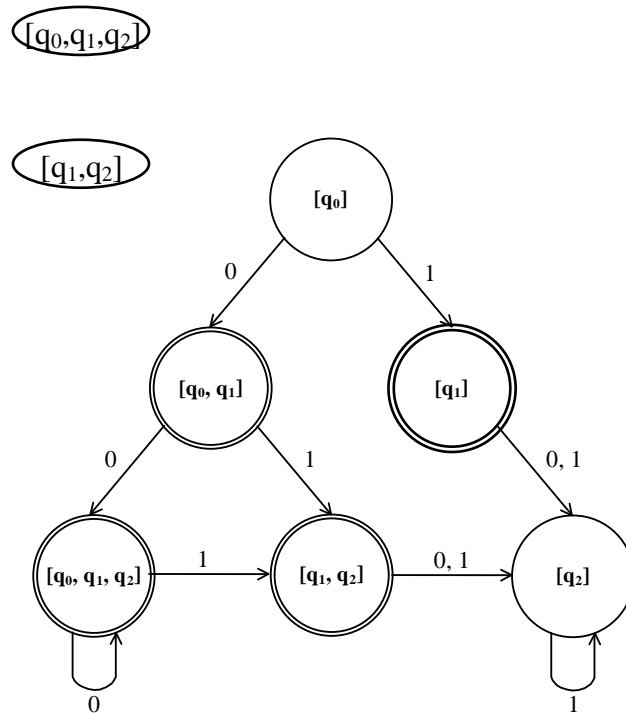 [q₀,q₁,q₂]
[q₁,q₂]
[q₀]
0 1
[q₀, q₁] [q₁]
0 1 0, 1
[q₀, q₁, q₂] 1 [q₁, q₂] 0, 1 [q₂]
0 1